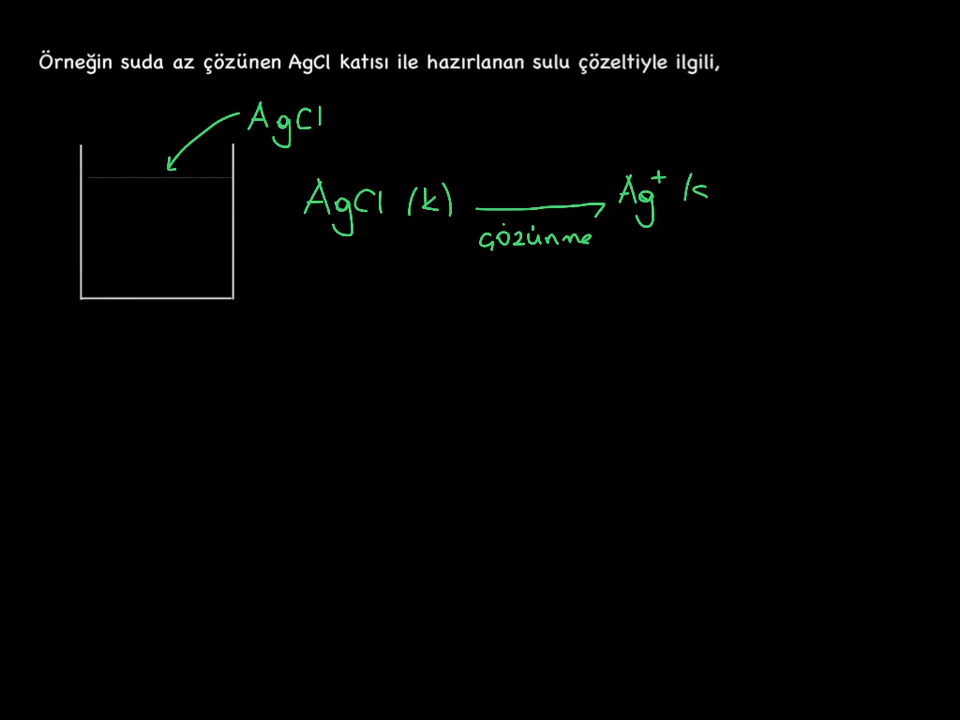 Örneğin suda az çözünen AgCl katısı ile hazırlanan sulu çözeltiyle ilgili,
AgCl
AgCl (k) çözünme Ag+ (s